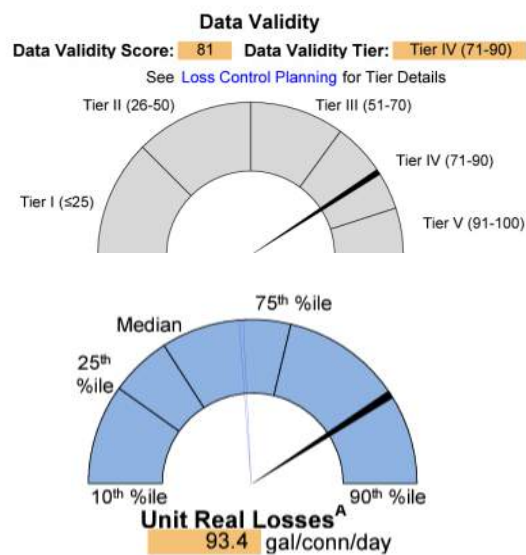 Data Validity
Data Validity Score: 81 Data Validity Tier: Tier IV (71-90)
See Loss Control Planning for Tier Details
Tier II (26-50)
Tier III (51-70)
Tier IV (71-90)
Tier I (≤25)
Tier V (91-100)
75th %ile
Median
25th
%ile
10th %ile
90th %ile
Unit Real LossesA
93.4 gal/conn/day